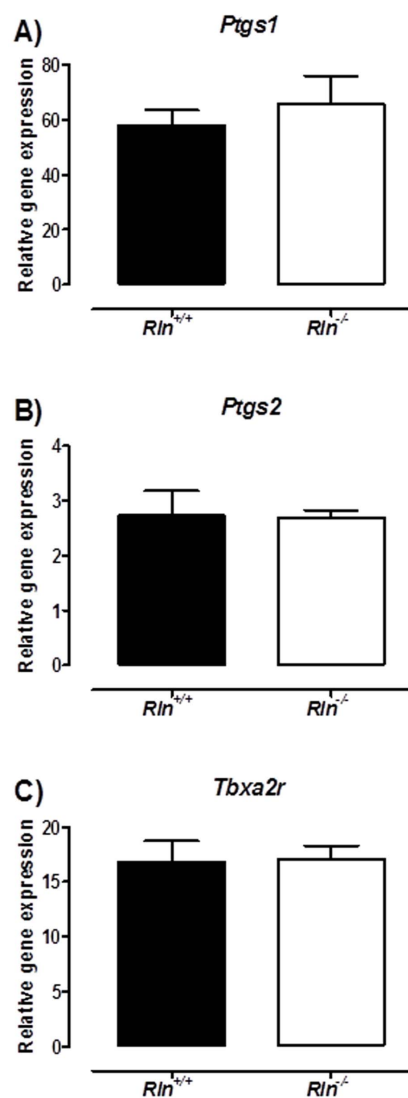 A) Ptgs1
Relative gene expression
80
60
40
20
0
Rln+/+ Rln-/-
B) Ptgs2
Relative gene expression
4
3
2
1
0
Rln+/+ Rln-/-
C) Tbxa2r
Relative gene expression
20
15
10
5
0
Rln+/+ Rln-/-